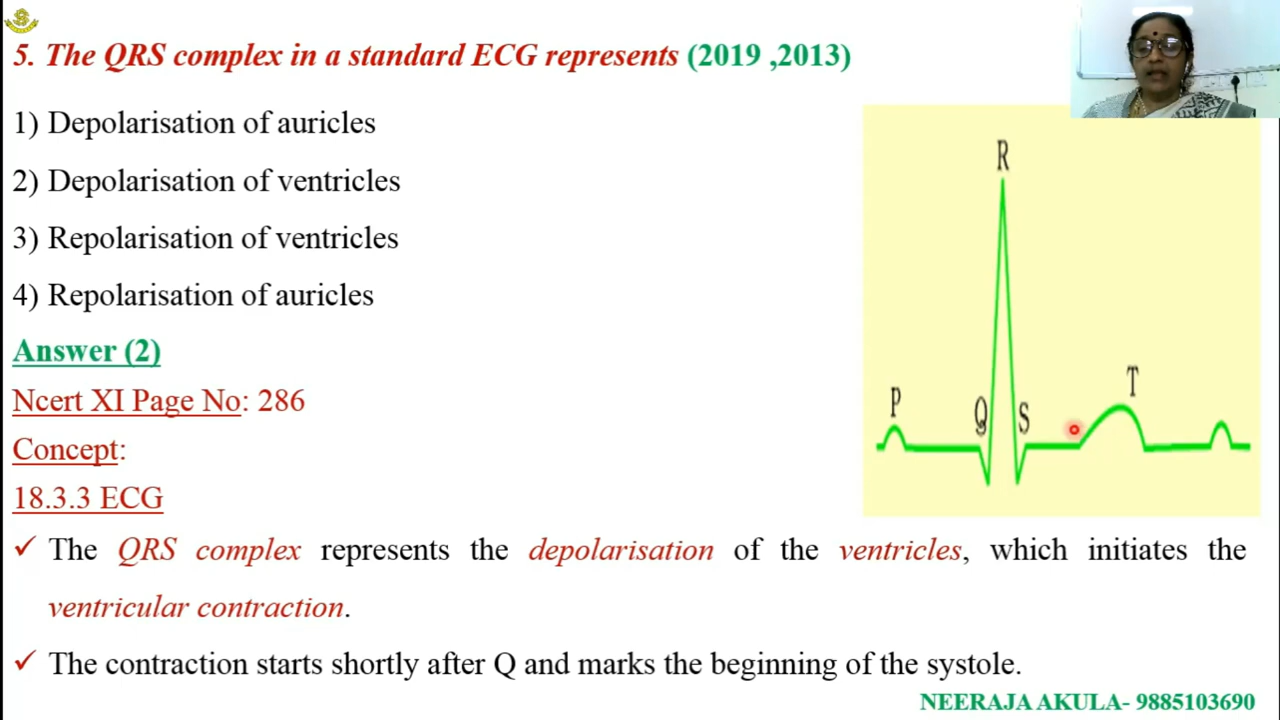 5. The QRS complex in a standard ECG represents (2019 ,2013)
1) Depolarisation of auricles
2) Depolarisation of ventricles
3) Repolarisation of ventricles
4) Repolarisation of auricles
Answer (2)
Ncert XI Page No: 286
Concept:
18.3.3 ECG
R
P
Q
S
T
✓ The QRS complex represents the depolarisation of the ventricles, which initiates the
ventricular contraction.
✓ The contraction starts shortly after Q and marks the beginning of the systole.
NEERAJA AKULA- 9885103690